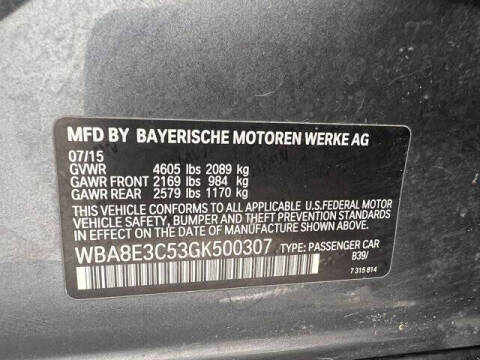 MFD BY BAYERISCHE MOTOREN WERKE AG
07/15
GVWR 4605 lbs 2089 kg
GAWR FRONT 2169 lbs 984 kg
GAWR REAR 2579 lbs 1170 kg
THIS VEHICLE CONFORMS TO ALL APPLICABLE U.S.FEDERAL MOTOR
VEHICLE SAFETY, BUMPER, AND THEFT PREVENTION STANDARDS
IN EFFECT ON THE DATE OF MANUFACTURE SHOWN ABOVE.
WBA8E3C53GK500307 TYPE: PASSENGER CAR
B39/
7 315 814